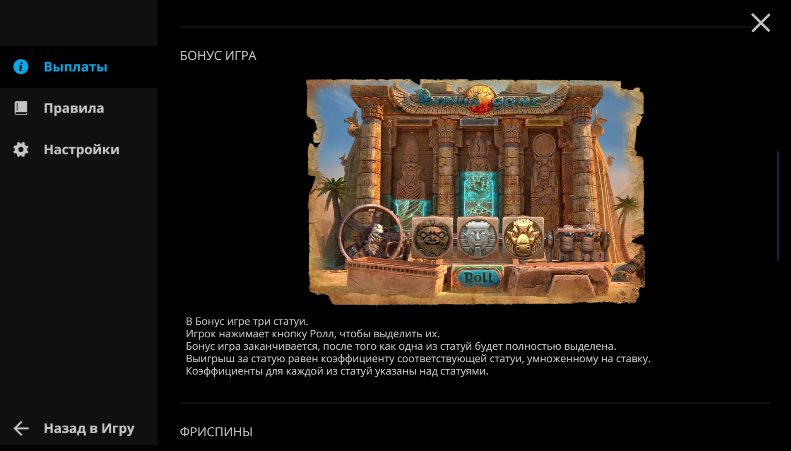 БОНУС ИГРА
Выплаты
Правила
Настройки
BONUS GAME
Roll
В Бонус игре три статуи.
Игрок нажимает кнопку Ролл, чтобы выделить их.
Бонус игра заканчивается, после того как одна из статуй будет полностью выделена.
Выигрыш за статую равен коэффициенту соответствующей статуи, умноженному на ставку.
Коэффициенты для каждой из статуй указаны над статуями.
Назад в Игру
ФРИСПИНЫ